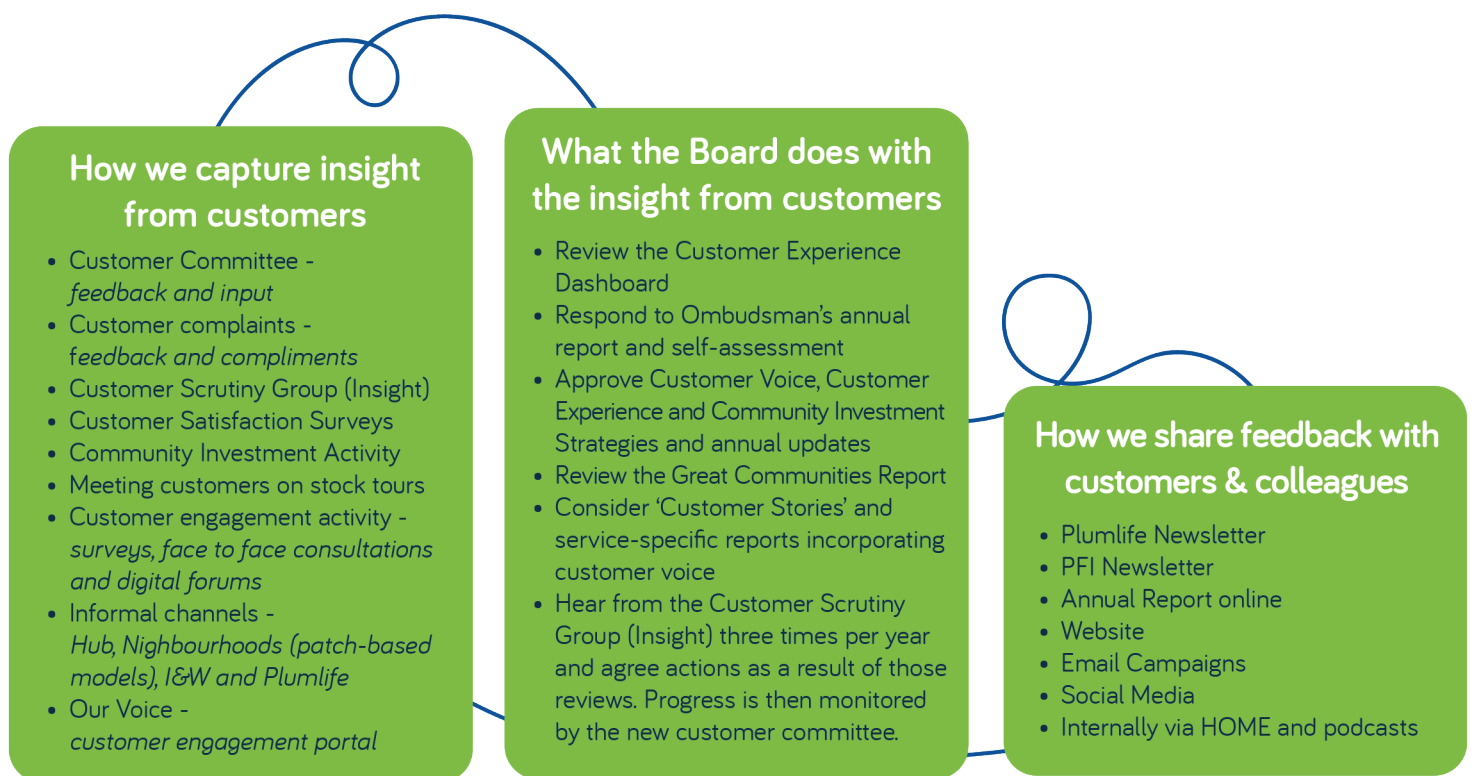 How we capture insight
from customers
• Customer Committee -
feedback and input
• Customer complaints -
feedback and compliments
• Customer Scrutiny Group (Insight)
• Customer Satisfaction Surveys
• Community Investment Activity
• Meeting customers on stock tours
• Customer engagement activity -
surveys, face to face consultations
and digital forums
• Informal channels -
Hub, Nighbourhoods (patch-based
models), I&W and Plumlife
• Our Voice -
customer engagement portal
What the Board does with
the insight from customers
• Review the Customer Experience
Dashboard
• Respond to Ombudsman’s annual
report and self-assessment
• Approve Customer Voice, Customer
Experience and Community Investment
Strategies and annual updates
• Review the Great Communities Report
• Consider ‘Customer Stories’ and
service-specific reports incorporating
customer voice
• Hear from the Customer Scrutiny
Group (Insight) three times per year
and agree actions as a result of those
reviews. Progress is then monitored
by the new customer committee.
How we share feedback with
customers & colleagues
• Plumlife Newsletter
• PFI Newsletter
• Annual Report online
• Website
• Email Campaigns
• Social Media
• Internally via HOME and podcasts